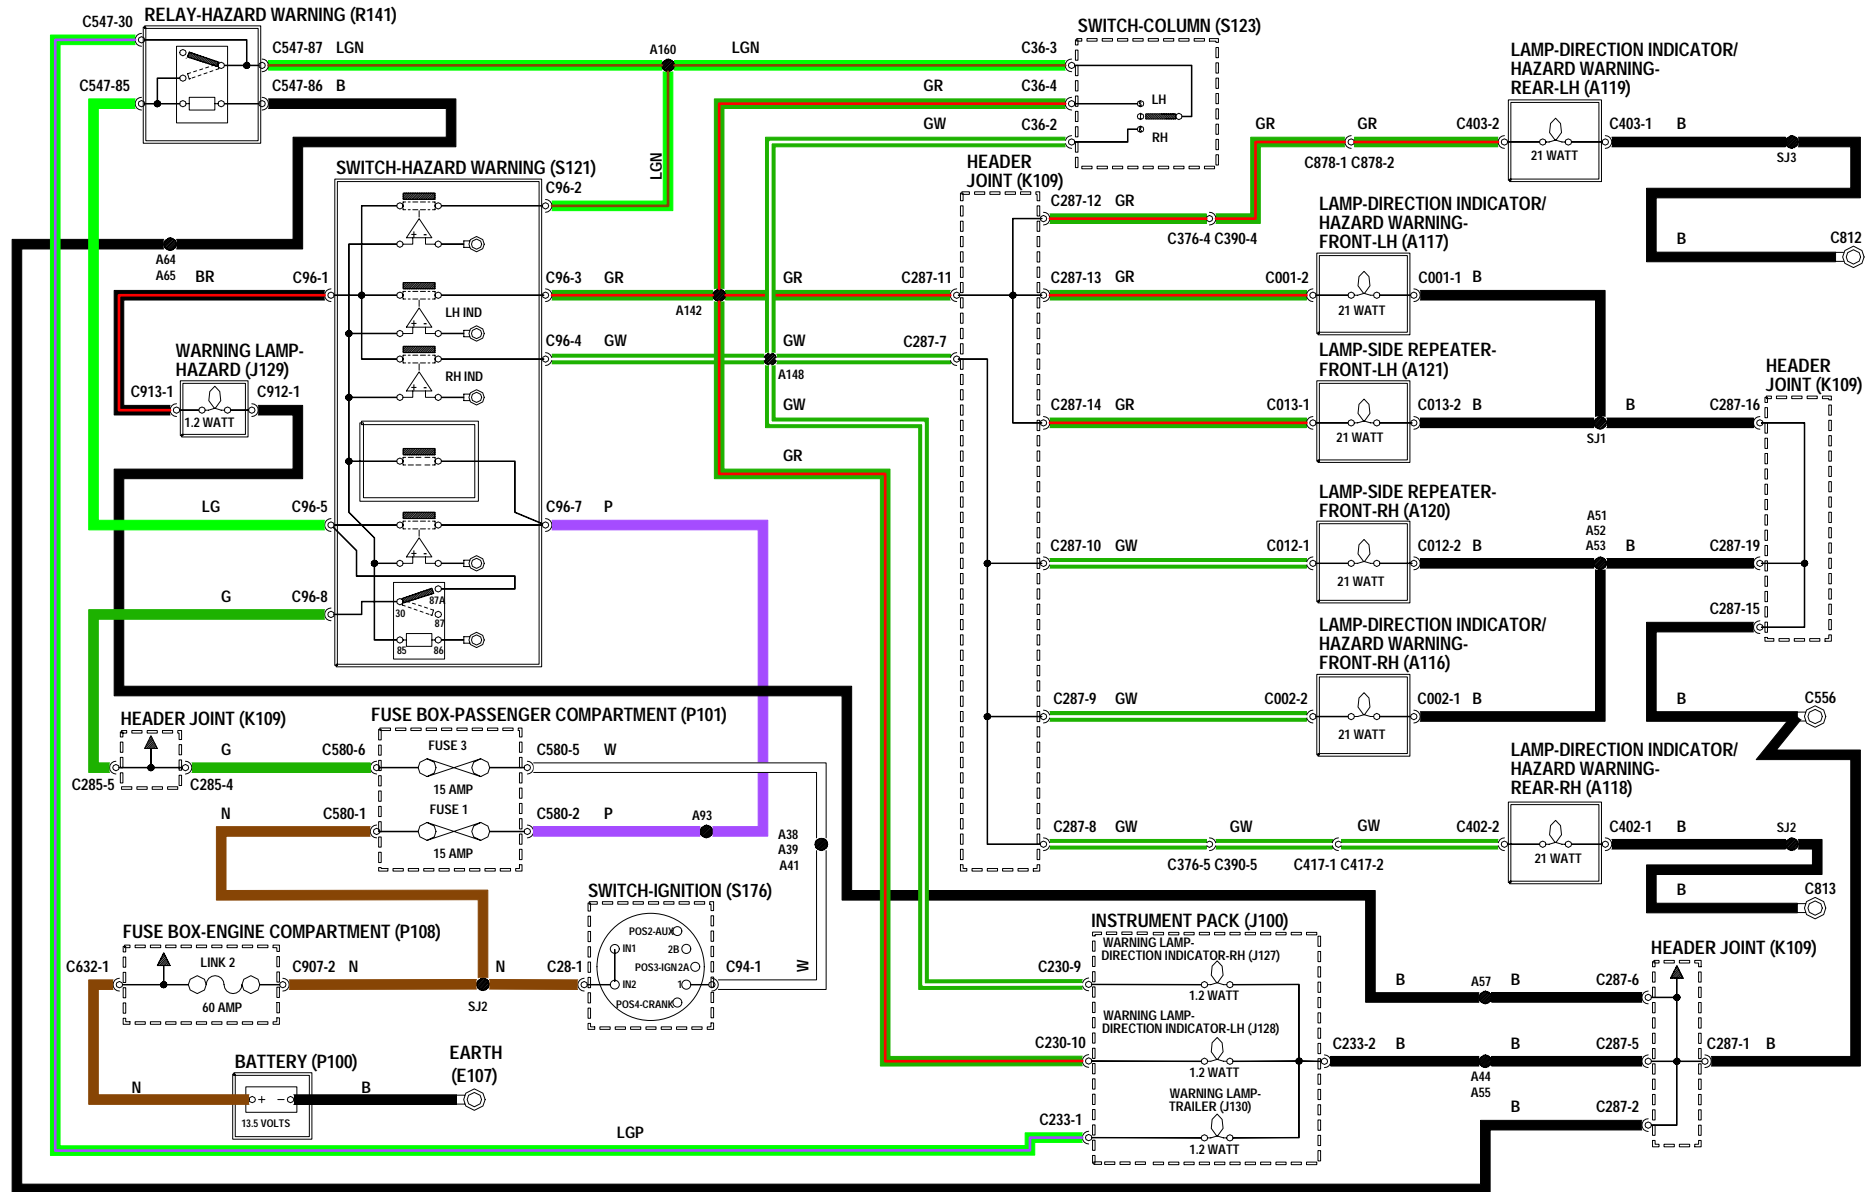 RELAY-HAZARD WARNING (R141)
C547-30
C547-87 LGN
C547-85
C547-86 B
A160
LGN
LGN
SWITCH-COLUMN (S123)
C36-3
GR C36-4
GW C36-2
LH
RH
LAMP-DIRECTION INDICATOR/
HAZARD WARNING-
REAR-LH (A119)
GR
GR
C403-2
C403-1 B
21 WATT
SJ3
C878-1 C878-2
B
C812
SWITCH-HAZARD WARNING (S121)
C96-2
A64
A65
BR
C96-1
C96-3 GR
GR
C287-11
LH IND
A142
C96-4 GW
GW
C287-7
RH IND
A148
GW
GR
WARNING LAMP-
HAZARD (J129)
C913-1
C912-1
1.2 WATT
LG
C96-5
C96-7 P
G
C96-8
30
87A
87
85
86
HEADER
JOINT (K109)
C287-12 GR
C376-4 C390-4
C287-13 GR
C287-14 GR
C287-10 GW
C287-9 GW
C287-8 GW
GW
GW
C376-5 C390-5
C417-1 C417-2
LAMP-DIRECTION INDICATOR/
HAZARD WARNING-
FRONT-LH (A117)
C001-2
C001-1 B
21 WATT
LAMP-SIDE REPEATER-
FRONT-LH (A121)
C013-1
C013-2 B
21 WATT
SJ1
B
C287-16
HEADER
JOINT (K109)
LAMP-SIDE REPEATER-
FRONT-RH (A120)
C012-1
C012-2 B
21 WATT
A51
A52
A53
B
C287-19
C287-15
LAMP-DIRECTION INDICATOR/
HAZARD WARNING-
FRONT-RH (A116)
C002-2
C002-1 B
21 WATT
B
C556
LAMP-DIRECTION INDICATOR/
HAZARD WARNING-
REAR-RH (A118)
C402-2
C402-1 B
21 WATT
SJ2
B
C813
HEADER JOINT (K109)
C285-5
C285-4
G
FUSE BOX-PASSENGER COMPARTMENT (P101)
C580-6
FUSE 3
15 AMP
C580-5 W
N
C580-1
FUSE 1
15 AMP
C580-2 P
A93
A38
A39
A41
SWITCH-IGNITION (S176)
POS2-AUX
IN1
2B
POS3-IGN2A
IN2
1
POS4-CRANK
C94-1
W
FUSE BOX-ENGINE COMPARTMENT (P108)
C632-1
LINK 2
60 AMP
C907-2 N
N
SJ2
C28-1
BATTERY (P100)
N
+ -
13.5 VOLTS
B
EARTH
(E107)
LGP
INSTRUMENT PACK (J100)
WARNING LAMP-
DIRECTION INDICATOR-RH (J127)
C230-9
1.2 WATT
WARNING LAMP-
DIRECTION INDICATOR-LH (J128)
C230-10
1.2 WATT
WARNING LAMP-
TRAILER (J130)
C233-1
1.2 WATT
C233-2 B
B
A57
B
C287-6
A44
A55
B
C287-5
B
C287-2
HEADER JOINT (K109)
C287-1 B